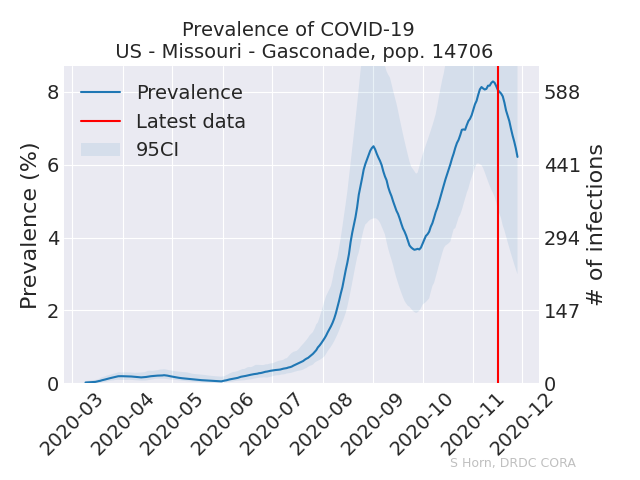 Prevalence of COVID-19
US - Missouri - Gasconade, pop. 14706
Prevalence
Latest data
95CI
Prevalence (%)
8
6
4
2
0
588
441
294
147
0
# of infections
2020-03
2020-04
2020-05
2020-06
2020-07
2020-08
2020-09
2020-10
2020-11
2020-12
S Horn, DRDC CORA